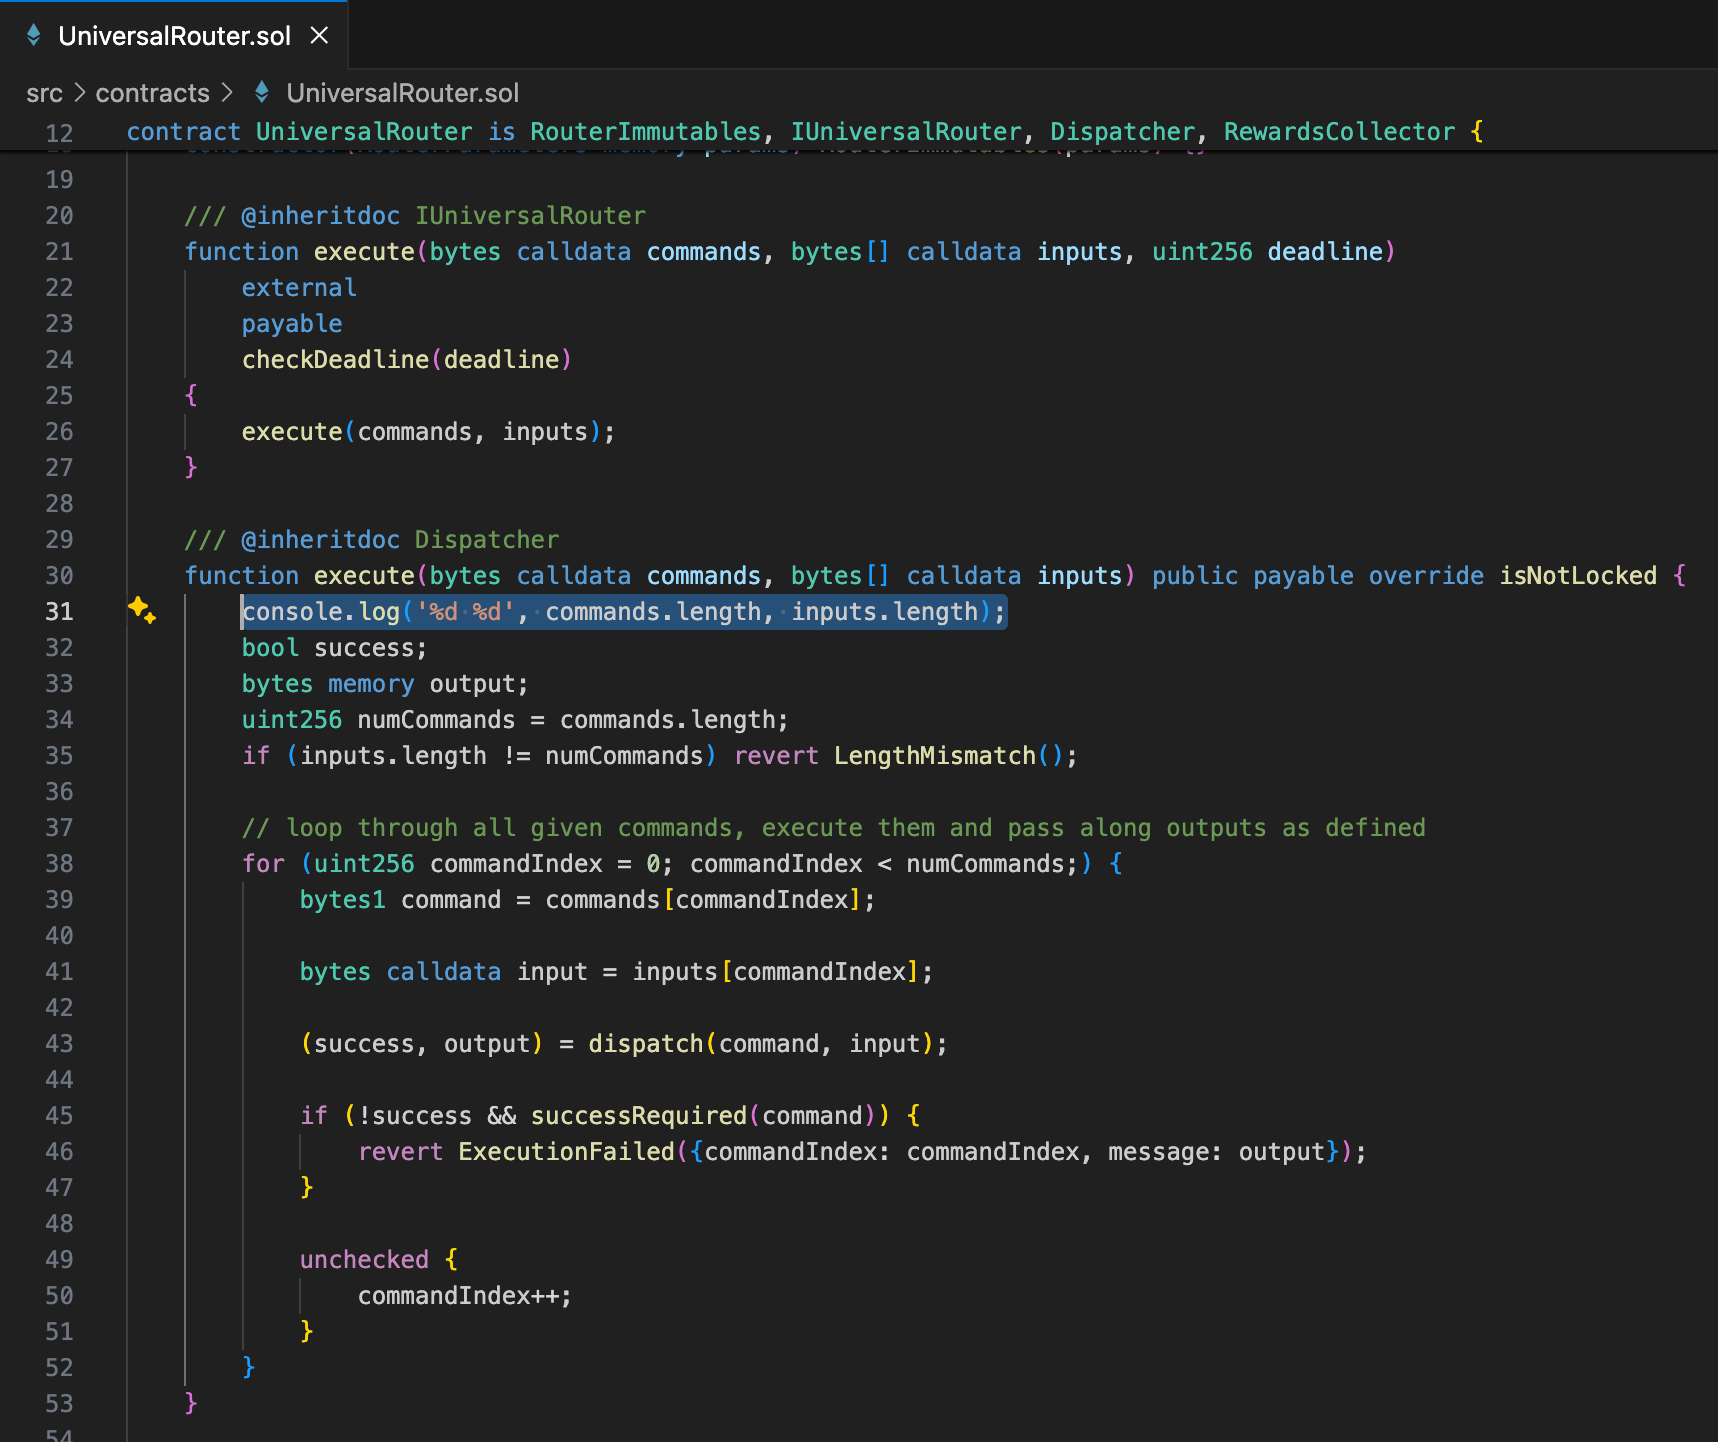 UniversalRouter.sol
src > contracts > UniversalRouter.sol
12 contract UniversalRouter is RouterImmutables, IUniversalRouter, Dispatcher, RewardsCollector {
19
20 /// @inheritdoc IUniversalRouter
21 function execute(bytes calldata commands, bytes[] calldata inputs, uint256 deadline)
22 external
23 payable
24 checkDeadline(deadline)
25 {
26 execute(commands, inputs);
27 }
28
29 /// @inheritdoc Dispatcher
30 function execute(bytes calldata commands, bytes[] calldata inputs) public payable override isNotLocked {
31 console.log('%d %d', commands.length, inputs.length);
32 bool success;
33 bytes memory output;
34 uint256 numCommands = commands.length;
35 if (inputs.length != numCommands) revert LengthMismatch();
36
37 // loop through all given commands, execute them and pass along outputs as defined
38 for (uint256 commandIndex = 0; commandIndex < numCommands;) {
39 bytes1 command = commands[commandIndex];
40
41 bytes calldata input = inputs[commandIndex];
42
43 (success, output) = dispatch(command, input);
44
45 if (!success && successRequired(command)) {
46 revert ExecutionFailed({commandIndex: commandIndex, message: output});
47 }
48
49 unchecked {
50 commandIndex++;
51 }
52 }
53 }
54